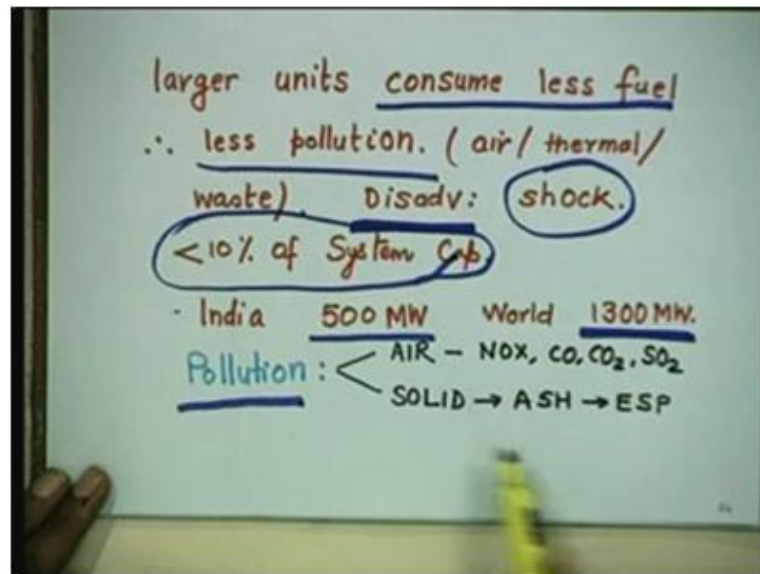 larger units consume less fuel
∴ less pollution. (air/thermal/
waste). Disadv: shock.
<10% of System Cap.
· India 500 MW World 1300 MW.
Pollution: < AIR - NOX, CO, CO₂, SO₂
SOLID → ASH → ESP